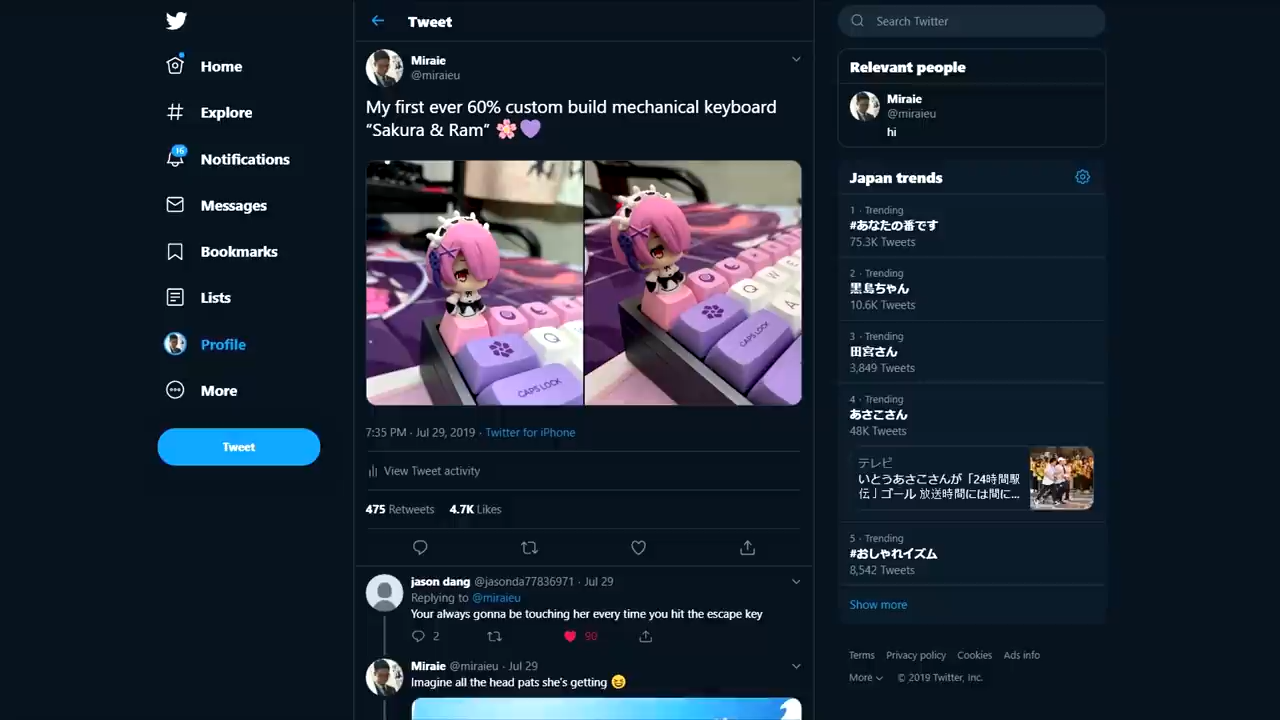 Home
Explore
16
Notifications
Messages
Bookmarks
Lists
Profile
More
Tweet
Tweet
Miraie
@miraieu
My first ever 60% custom build mechanical keyboard
“Sakura & Ram” 🌸💜
Q
CAPS LOCK
Q
W
A
CAPS LOCK
7:35 PM · Jul 29, 2019 · Twitter for iPhone
View Tweet activity
475 Retweets 4.7K Likes
jason dang @jasonda77836971 · Jul 29
Replying to @miraieu
Your always gonna be touching her every time you hit the escape key
2
90
Miraie @miraieu · Jul 29
Imagine all the head pats she's getting 😆
Search Twitter
Relevant people
Miraie
@miraieu
hi
Japan trends
1 · Trending
#あなたの番です
75.3K Tweets
2 · Trending
黒島ちゃん
10.6K Tweets
3 · Trending
田宮さん
3,849 Tweets
4 · Trending
あさこさん
48K Tweets
テレビ
いとうあさこさんが「24時間駅
伝」ゴール 放送時間には間に...
5 · Trending
#おしゃれイズム
8,542 Tweets
Show more
Terms Privacy policy Cookies Ads info
More © 2019 Twitter, Inc.